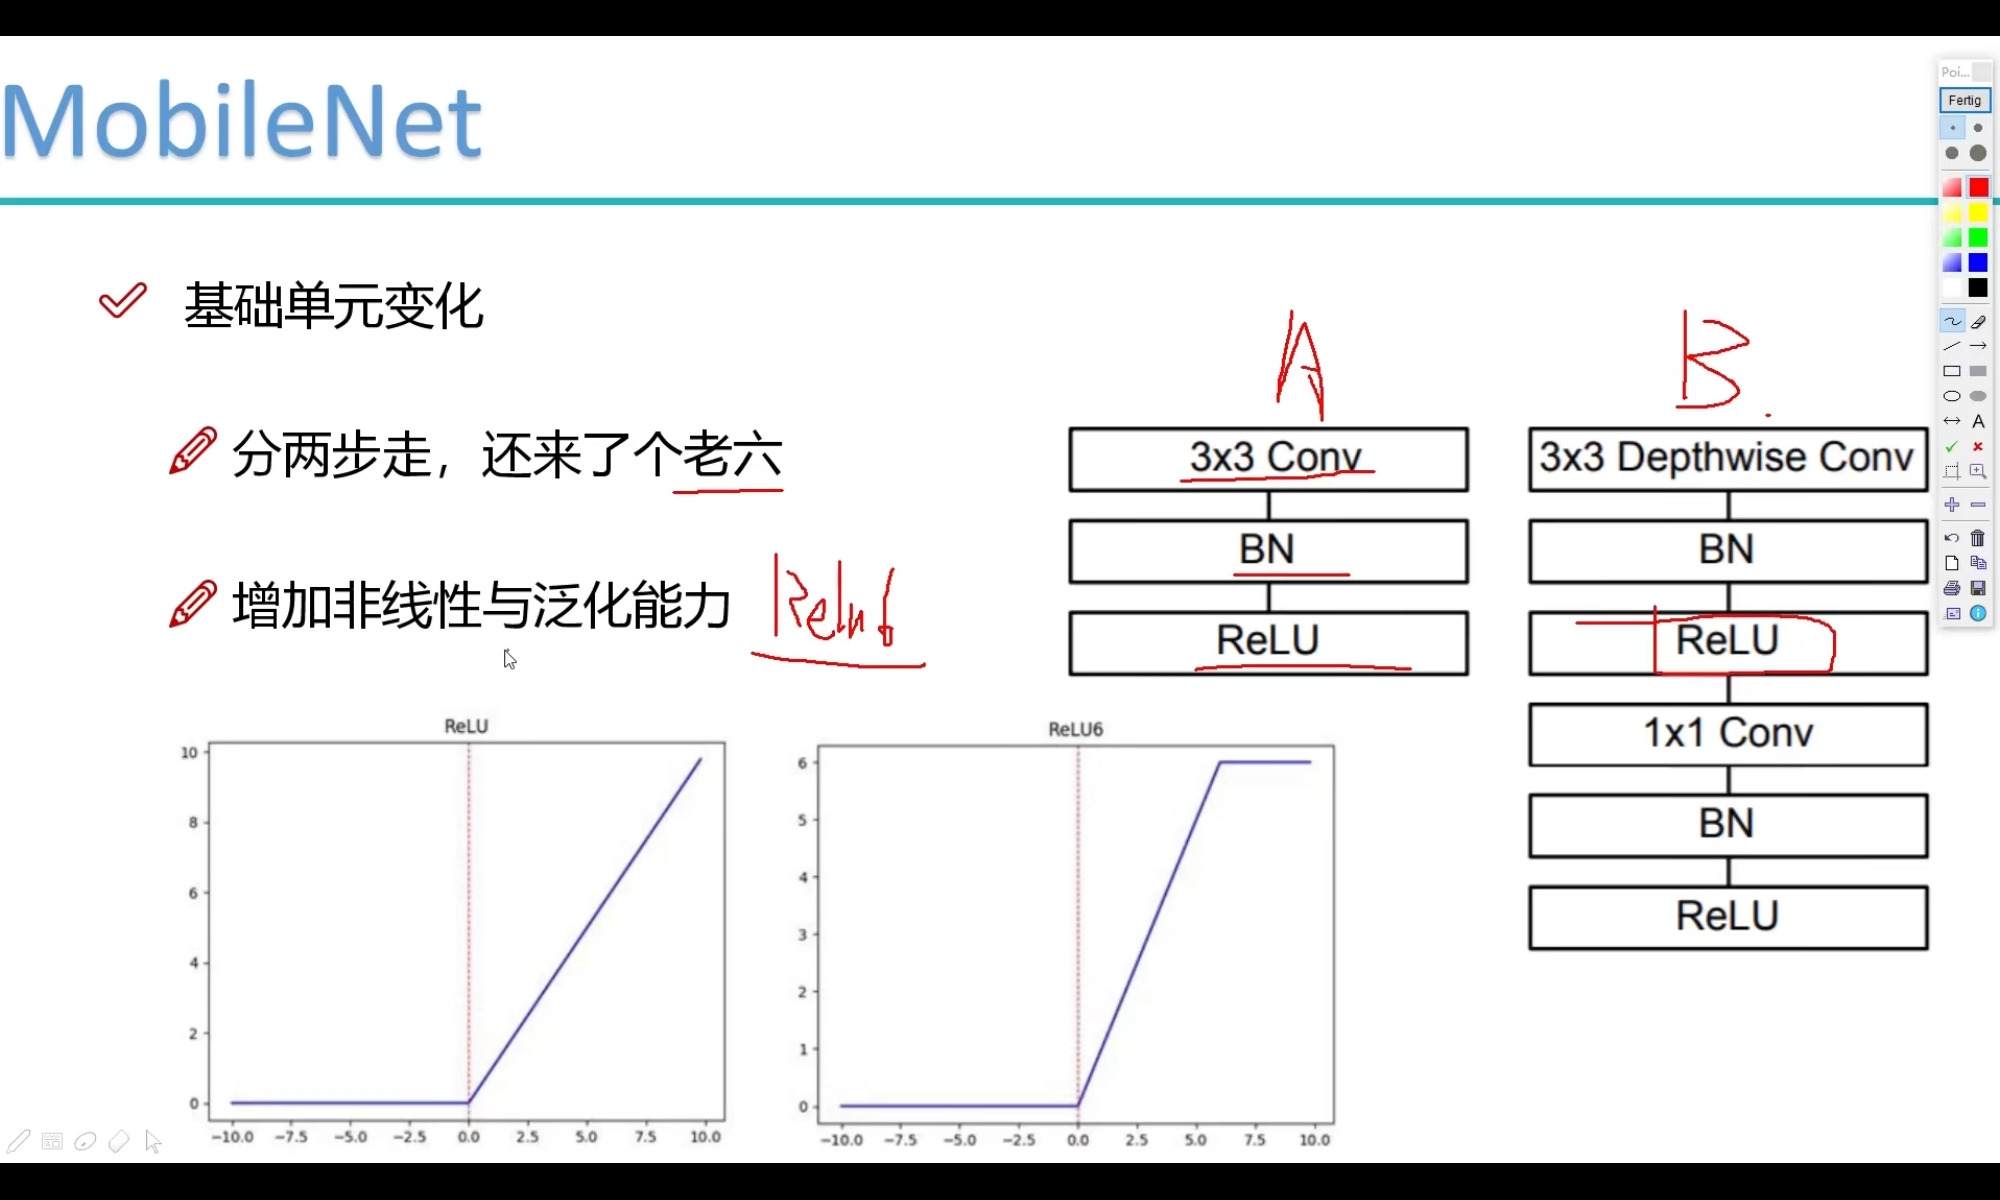 MobileNet
Poi...
Fertig
基础单元变化
分两步走，还来了个老六
增加非线性与泛化能力
Relu6
A
3x3 Conv
BN
ReLU
B
3x3 Depthwise Conv
BN
ReLU
1x1 Conv
BN
ReLU
ReLU
10
8
6
4
2
0
−10.0 −7.5 −5.0 −2.5 0.0 2.5 5.0 7.5 10.0
ReLU6
6
5
4
3
2
1
0
−10.0 −7.5 −5.0 −2.5 0.0 2.5 5.0 7.5 10.0
A